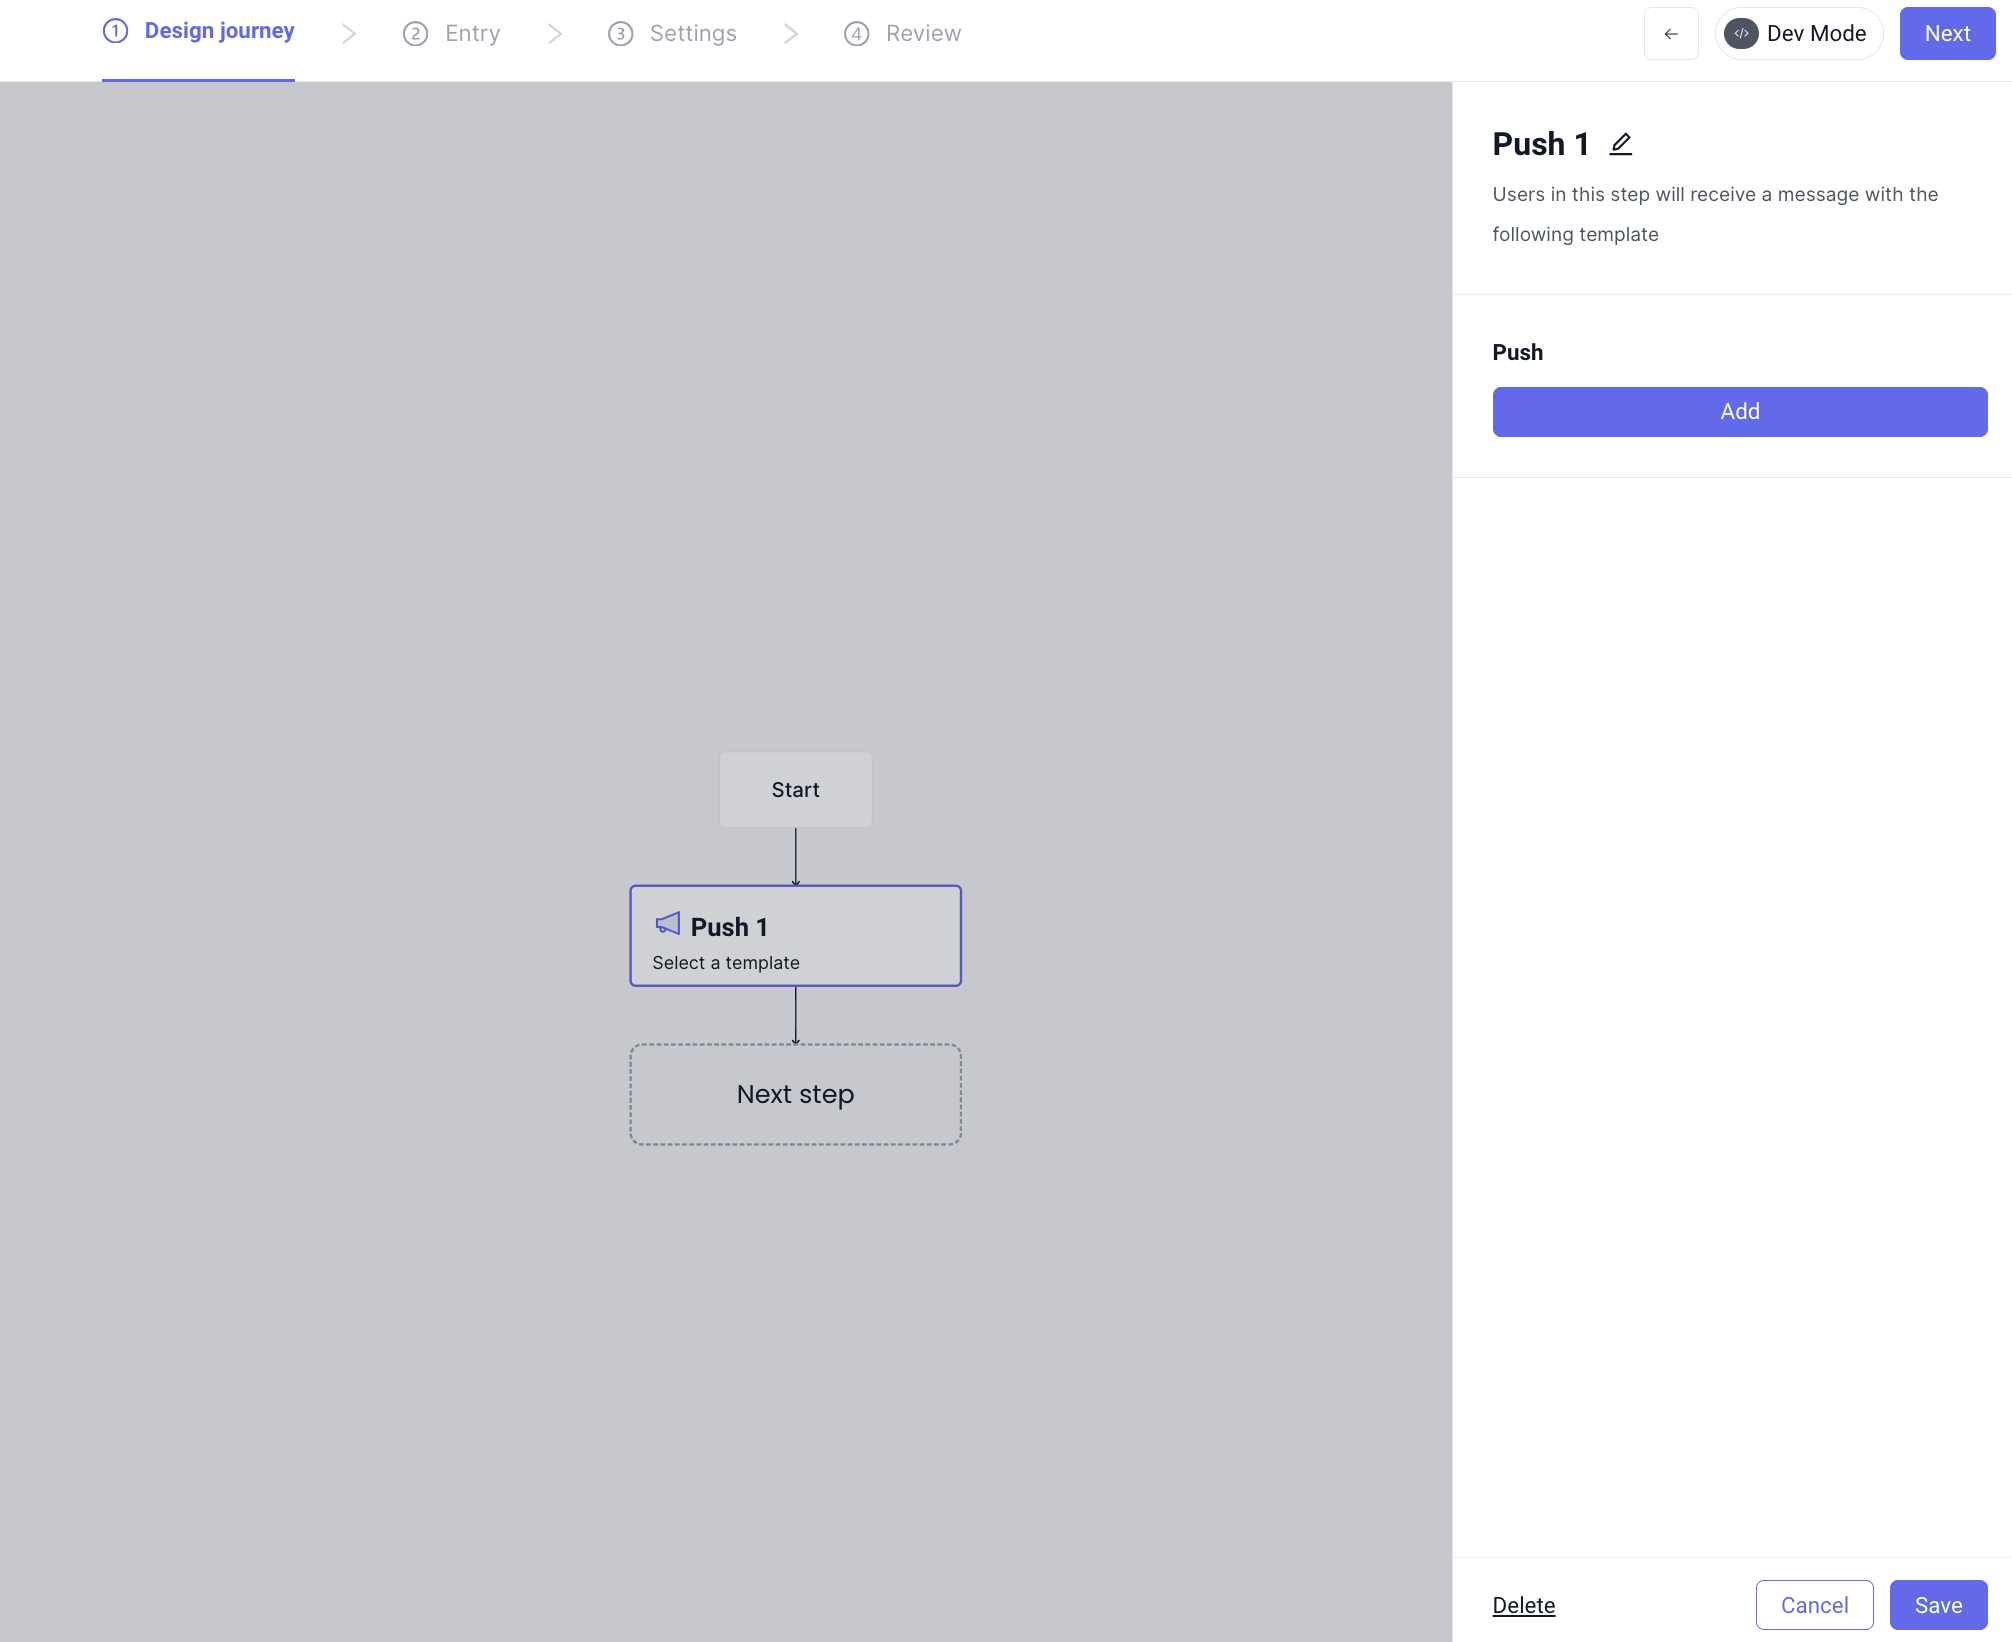 1 Design journey
2 Entry
3 Settings
4 Review
← </> Dev Mode
Next
Push 1
Users in this step will receive a message with the
following template
Push
Add
Start
Push 1
Select a template
Next step
Delete
Cancel
Save